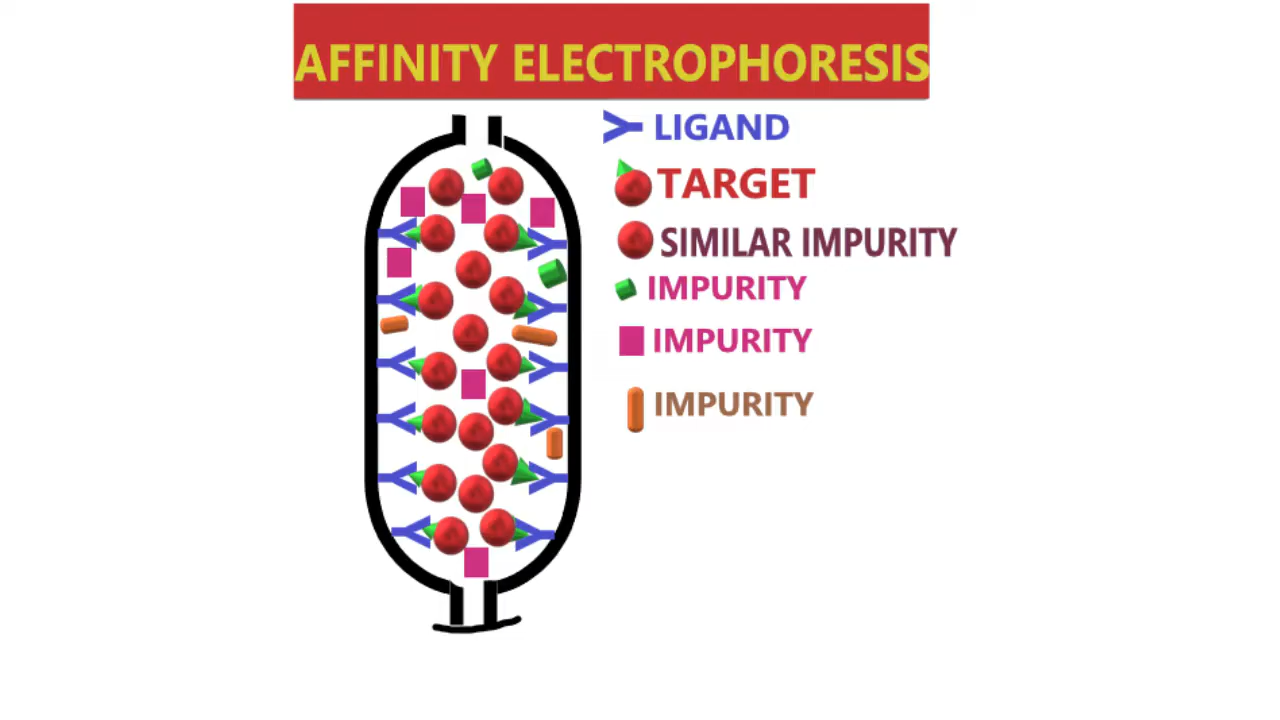 AFFINITY ELECTROPHORESIS
LIGAND
TARGET
SIMILAR IMPURITY
IMPURITY
IMPURITY
IMPURITY